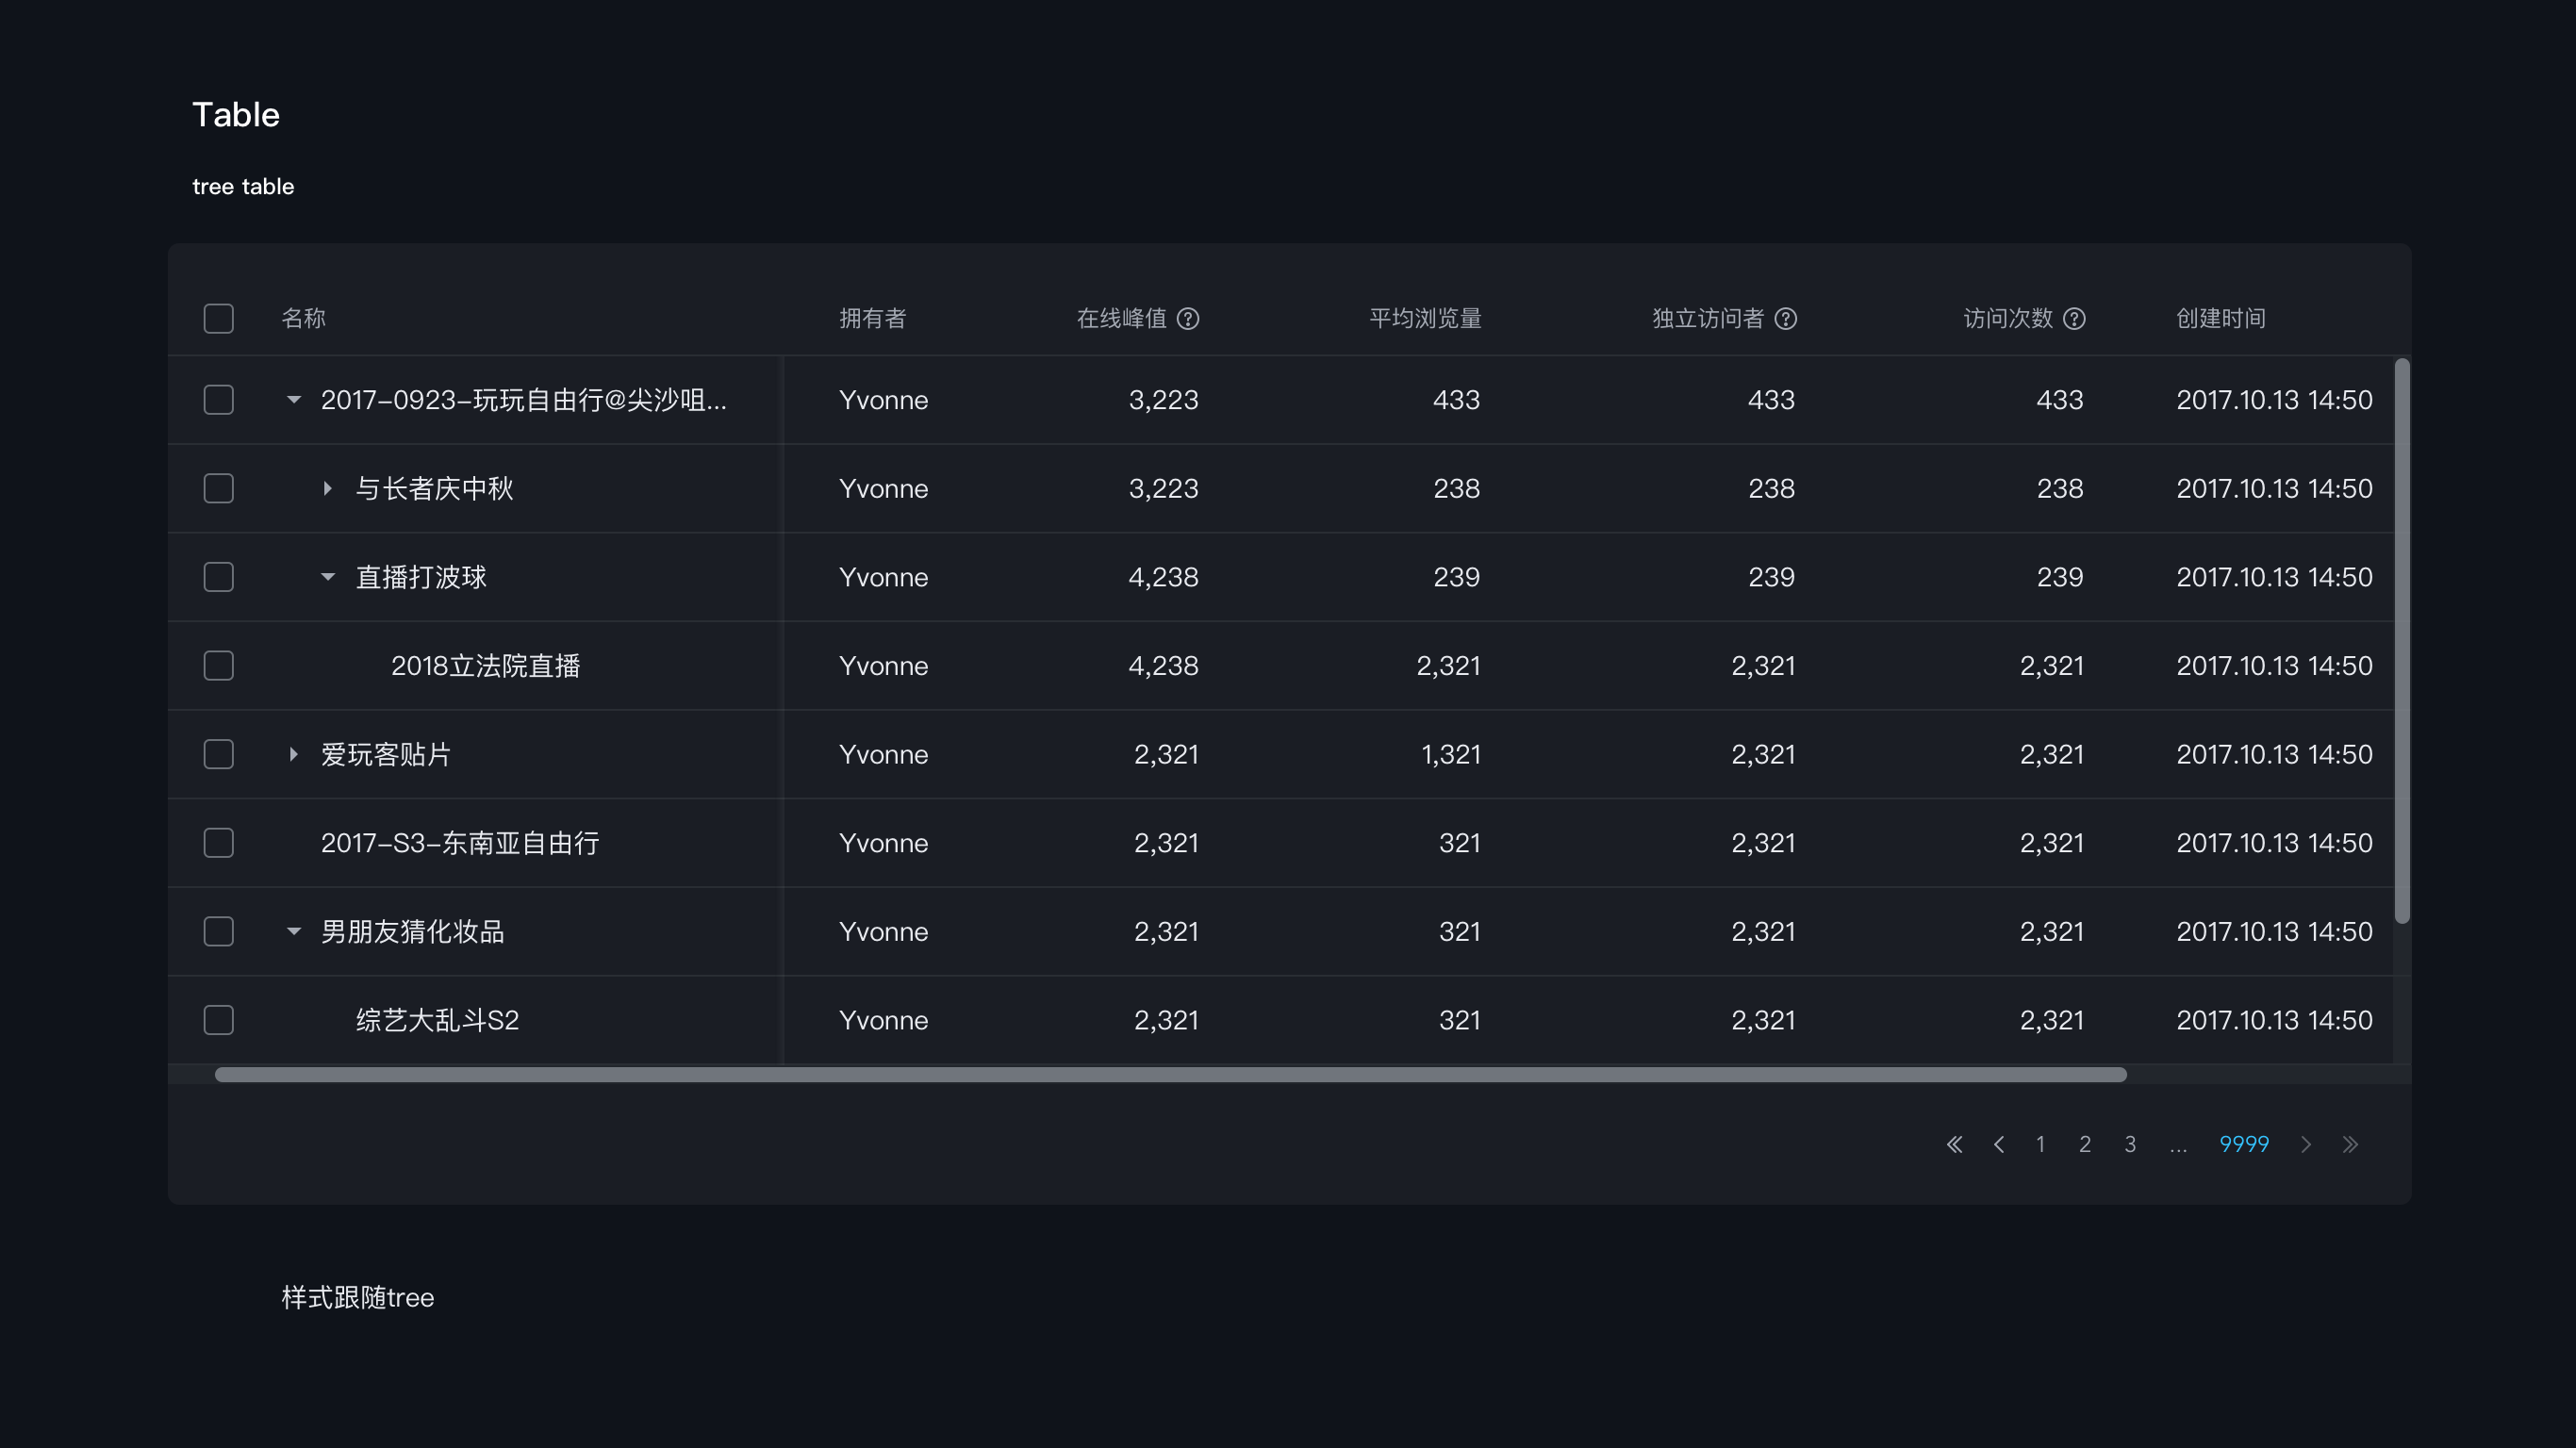 Table
tree table
名称 拥有者 在线峰值 平均浏览量 独立访问者 访问次数 创建时间
2017-0923-玩玩自由行@尖沙咀... Yvonne 3,223 433 433 433 2017.10.13 14:50
与长者庆中秋 Yvonne 3,223 238 238 238 2017.10.13 14:50
直播打波球 Yvonne 4,238 239 239 239 2017.10.13 14:50
2018立法院直播 Yvonne 4,238 2,321 2,321 2,321 2017.10.13 14:50
爱玩客贴片 Yvonne 2,321 1,321 2,321 2,321 2017.10.13 14:50
2017-S3-东南亚自由行 Yvonne 2,321 321 2,321 2,321 2017.10.13 14:50
男朋友猜化妆品 Yvonne 2,321 321 2,321 2,321 2017.10.13 14:50
综艺大乱斗S2 Yvonne 2,321 321 2,321 2,321 2017.10.13 14:50
1 2 3 ... 9999
样式跟随tree